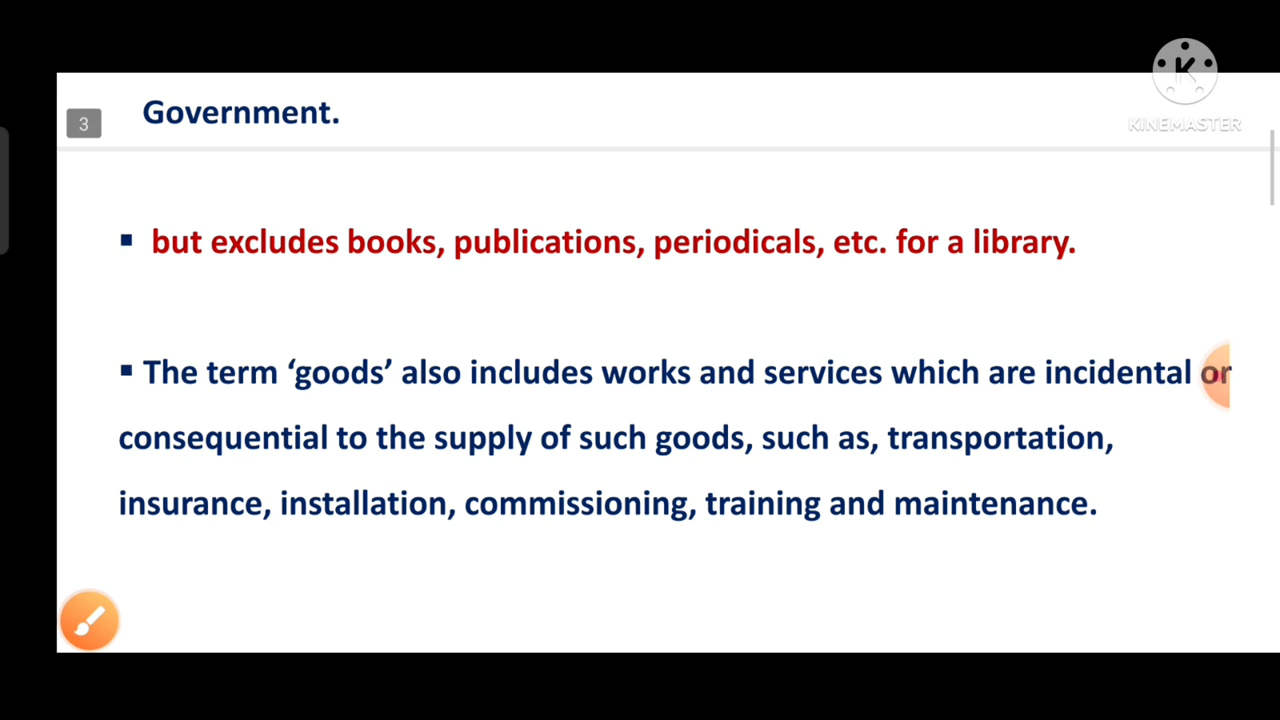 KINEMASTER
3
Government.
▪ but excludes books, publications, periodicals, etc. for a library.
▪ The term ‘goods’ also includes works and services which are incidental or
consequential to the supply of such goods, such as, transportation,
insurance, installation, commissioning, training and maintenance.